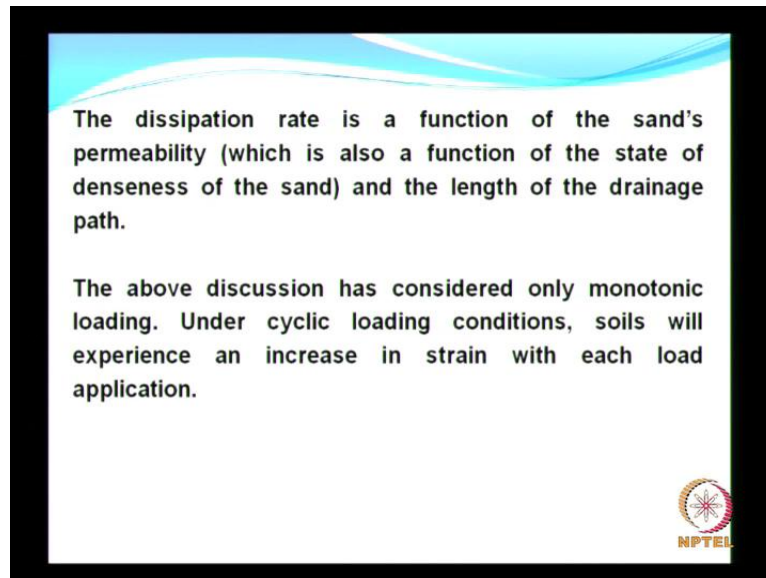 The dissipation rate is a function of the sand's
permeability (which is also a function of the state of
denseness of the sand) and the length of the drainage
path.
The above discussion has considered only monotonic
loading. Under cyclic loading conditions, soils will
experience an increase in strain with each load
application.
NPTEL